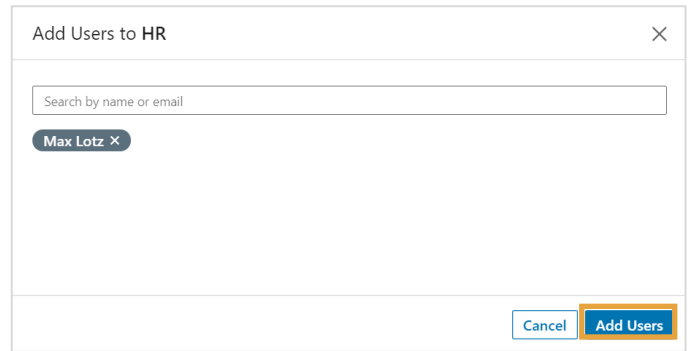 Add Users to HR
Search by name or email
Max Lotz ×
Cancel Add Users